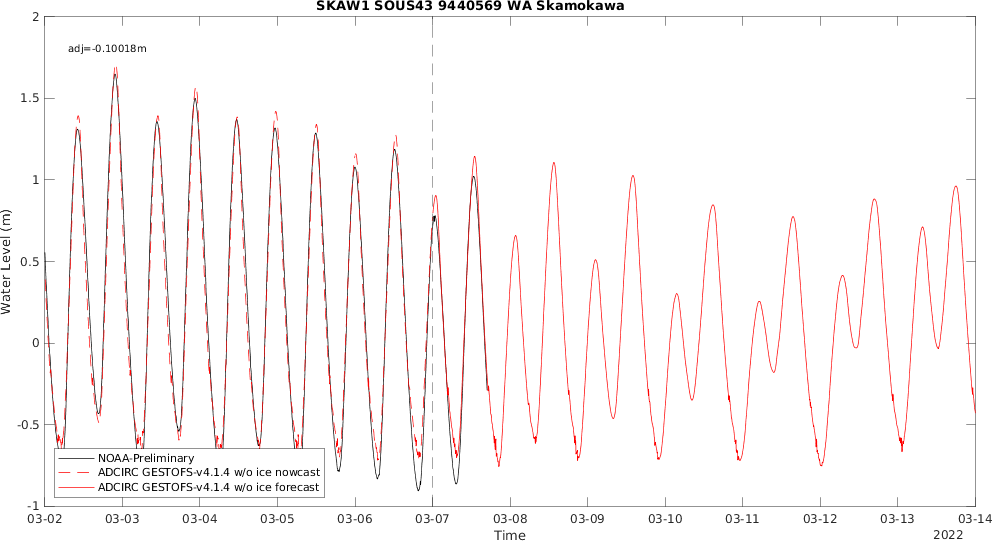 SKAW1 SOUS43 9440569 WA Skamokawa
adj=-0.10018m
Water Level (m)
2
1.5
1
0.5
0
-0.5
-1
NOAA-Preliminary
ADCIRC GESTOFS-v4.1.4 w/o ice nowcast
ADCIRC GESTOFS-v4.1.4 w/o ice forecast
03-02 03-03 03-04 03-05 03-06 03-07 03-08 03-09 03-10 03-11 03-12 03-13 03-14
Time
2022